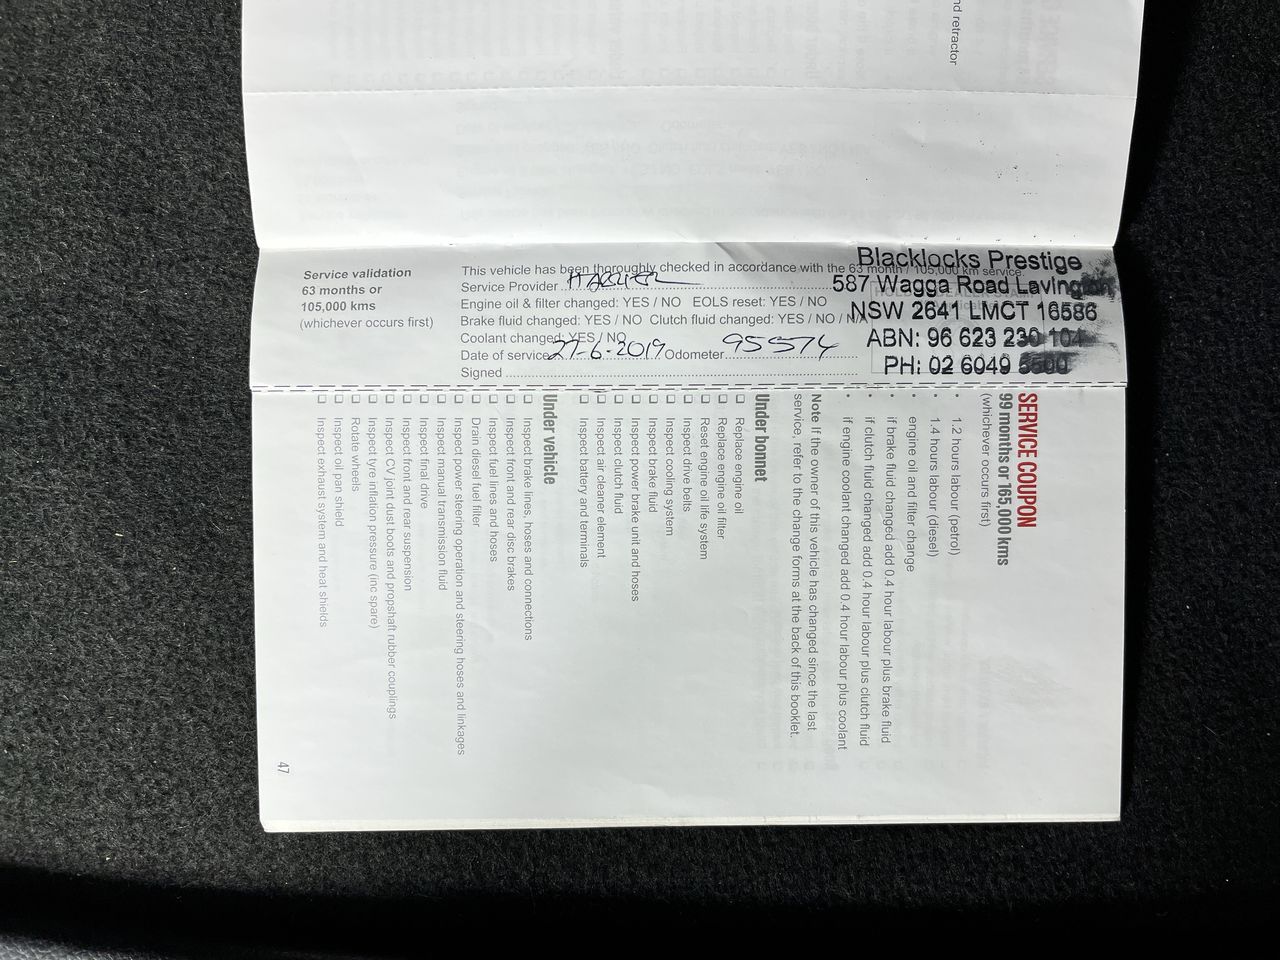 nd retractor
Service validation
63 months or
105,000 kms
(whichever occurs first)
This vehicle has been thoroughly checked in accordance with the 63 month / 105,000 km service.
Service Provider
Engine oil & filter changed: YES / NO EOLS reset: YES / NO
Brake fluid changed: YES / NO Clutch fluid changed: YES / NO / N/A
Coolant changed: YES / NO
Date of service 27-6-2019 Odometer 95574
Signed
Blacklocks Prestige
587 Wagga Road Lavington
NSW 2641 LMCT 16586
ABN: 96 623 230 104
PH: 02 6049 5500
SERVICE COUPON
99 months or 165,000 kms
(whichever occurs first)
• 1.2 hours labour (petrol)
• 1.4 hours labour (diesel)
• engine oil and filter change
• if brake fluid changed add 0.4 hour labour plus brake fluid
• if clutch fluid changed add 0.4 hour labour plus clutch fluid
• if engine coolant changed add 0.4 hour labour plus coolant
Note If the owner of this vehicle has changed since the last
service, refer to the change forms at the back of this booklet.
Under bonnet
☐ Replace engine oil
☐ Replace engine oil filter
☐ Reset engine oil life system
☐ Inspect drive belts
☐ Inspect cooling system
☐ Inspect brake fluid
☐ Inspect power brake unit and hoses
☐ Inspect clutch fluid
☐ Inspect air cleaner element
☐ Inspect battery and terminals
Under vehicle
☐ Inspect brake lines, hoses and connections
☐ Inspect front and rear disc brakes
☐ Inspect fuel lines and hoses
☐ Drain diesel fuel filter
☐ Inspect power steering operation and steering hoses and linkages
☐ Inspect manual transmission fluid
☐ Inspect final drive
☐ Inspect front and rear suspension
☐ Inspect CV joint dust boots and propshaft rubber couplings
☐ Inspect tyre inflation pressure (inc spare)
☐ Rotate wheels
☐ Inspect oil pan shield
☐ Inspect exhaust system and heat shields
47